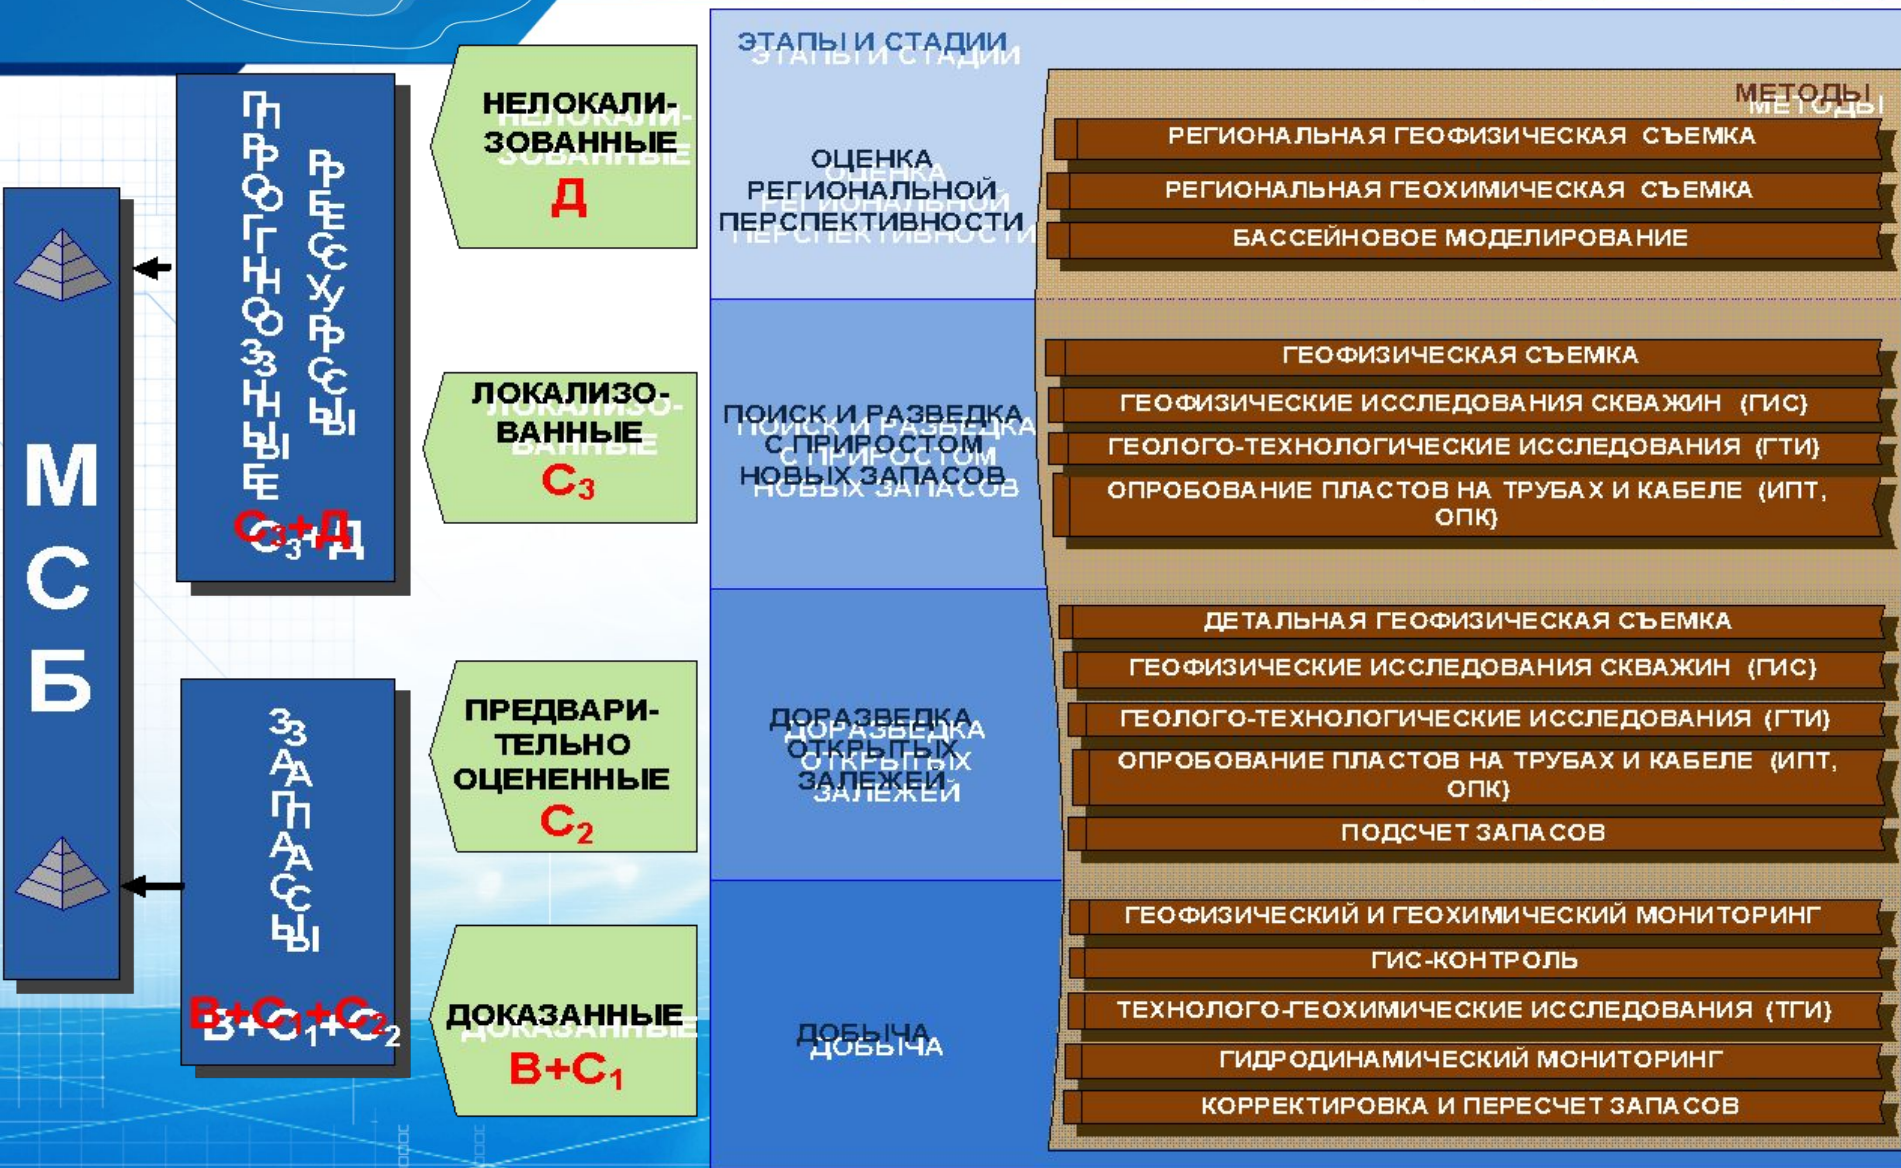 МСБ
ПРОГНОЗНЫЕ
РЕСУРСЫ
С₃+Д
ЗАПАСЫ
В+С₁+С₂
НЕЛОКАЛИ-
ЗОВАННЫЕ
Д
ЛОКАЛИЗО-
ВАННЫЕ
С₃
ПРЕДВАРИ-
ТЕЛЬНО
ОЦЕНЕННЫЕ
С₂
ДОКАЗАННЫЕ
В+С₁
ЭТАПЫ И СТАДИИ
МЕТОДЫ
ОЦЕНКА
РЕГИОНАЛЬНОЙ
ПЕРСПЕКТИВНОСТИ
РЕГИОНАЛЬНАЯ ГЕОФИЗИЧЕСКАЯ СЪЕМКА
РЕГИОНАЛЬНАЯ ГЕОХИМИЧЕСКАЯ СЪЕМКА
БАССЕЙНОВОЕ МОДЕЛИРОВАНИЕ
ПОИСК И РАЗВЕДКА
С ПРИРОСТОМ
НОВЫХ ЗАПАСОВ
ГЕОФИЗИЧЕСКАЯ СЪЕМКА
ГЕОФИЗИЧЕСКИЕ ИССЛЕДОВАНИЯ СКВАЖИН (ГИС)
ГЕОЛОГО-ТЕХНОЛОГИЧЕСКИЕ ИССЛЕДОВАНИЯ (ГТИ)
ОПРОБОВАНИЕ ПЛАСТОВ НА ТРУБАХ И КАБЕЛЕ (ИПТ,
ОПК)
ДОРАЗВЕДКА
ОТКРЫТЫХ
ЗАЛЕЖЕЙ
ДЕТАЛЬНАЯ ГЕОФИЗИЧЕСКАЯ СЪЕМКА
ГЕОФИЗИЧЕСКИЕ ИССЛЕДОВАНИЯ СКВАЖИН (ГИС)
ГЕОЛОГО-ТЕХНОЛОГИЧЕСКИЕ ИССЛЕДОВАНИЯ (ГТИ)
ОПРОБОВАНИЕ ПЛАСТОВ НА ТРУБАХ И КАБЕЛЕ (ИПТ,
ОПК)
ПОДСЧЕТ ЗАПАСОВ
ДОБЫЧА
ГЕОФИЗИЧЕСКИЙ И ГЕОХИМИЧЕСКИЙ МОНИТОРИНГ
ГИС-КОНТРОЛЬ
ТЕХНОЛОГО-ГЕОХИМИЧЕСКИЕ ИССЛЕДОВАНИЯ (ТГИ)
ГИДРОДИНАМИЧЕСКИЙ МОНИТОРИНГ
КОРРЕКТИРОВКА И ПЕРЕСЧЕТ ЗАПАСОВ